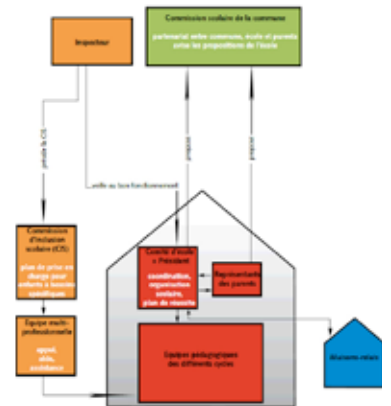 Commission scolaire de la commune
partenariat entre commune, école et parents
avise les propositions de l'école
Inspecteur
préside la CIS
propose
propose
veille au bon fonctionnement
Commission
d'inclusion
scolaire (CIS)
plan de prise en
charge pour
enfants à besoins
spécifiques
Comité d'école
+ Président
coordination,
organisation
scolaire,
plan de réussite
Représentants
des parents
Equipe multi-
professionnelle
appui,
aide,
assistance
Equipes pédagogiques
des différents cycles
Maisons-relais